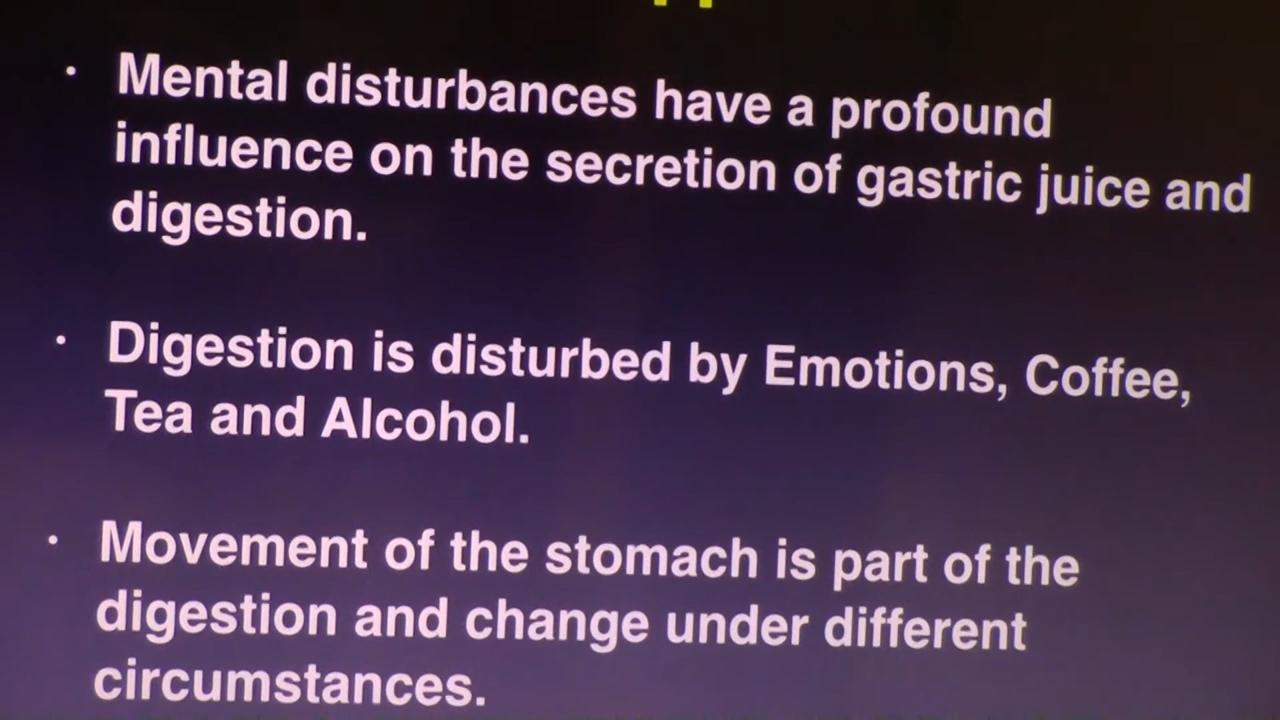 • Mental disturbances have a profound
influence on the secretion of gastric juice and
digestion.
• Digestion is disturbed by Emotions, Coffee,
Tea and Alcohol.
• Movement of the stomach is part of the
digestion and change under different
circumstances.